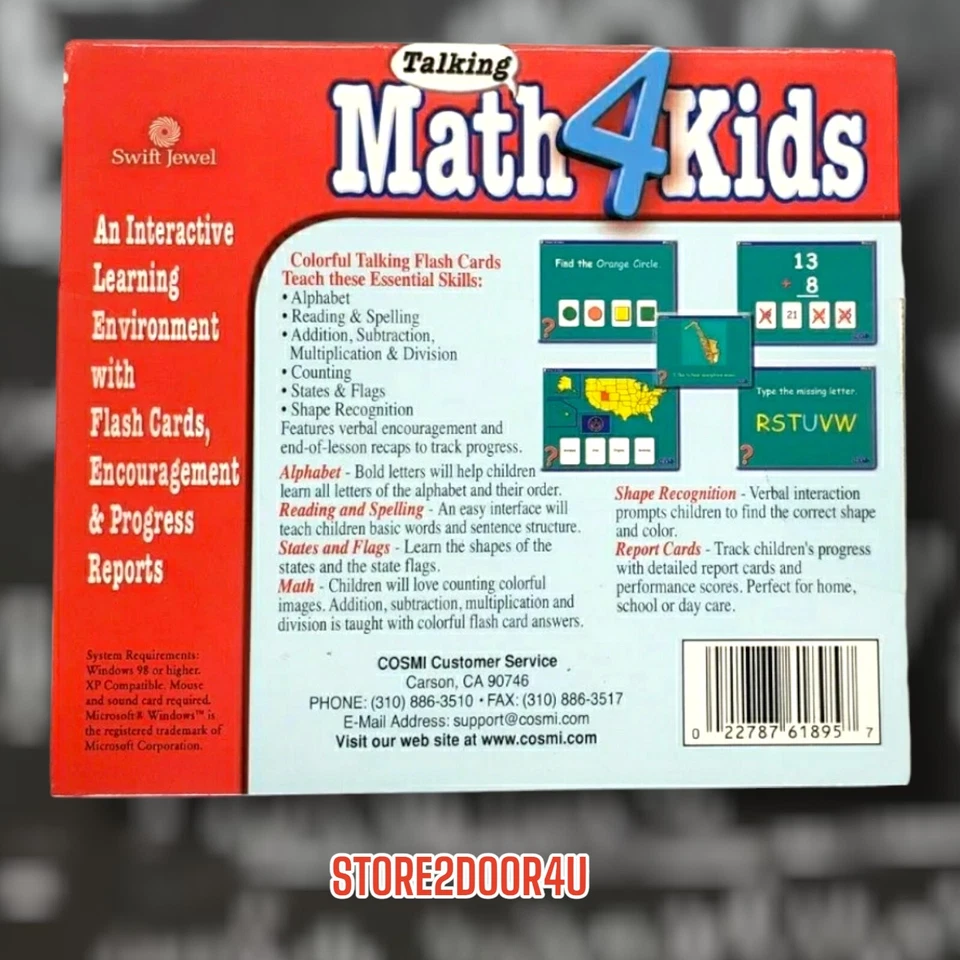 Talking
Math 4 Kids
Swift Jewel
An Interactive
Learning
Environment
with
Flash Cards,
Encouragement
& Progress
Reports
System Requirements:
Windows 98 or higher.
XP Compatible. Mouse
and sound card required.
Microsoft® Windows™ is
the registered trademark of
Microsoft Corporation.
Colorful Talking Flash Cards
Teach these Essential Skills:
• Alphabet
• Reading & Spelling
• Addition, Subtraction,
Multiplication & Division
• Counting
• States & Flags
• Shape Recognition
Features verbal encouragement and
end-of-lesson recaps to track progress.
Alphabet - Bold letters will help children
learn all letters of the alphabet and their order.
Reading and Spelling - An easy interface will
teach children basic words and sentence structure.
States and Flags - Learn the shapes of the
states and the state flags.
Math - Children will love counting colorful
images. Addition, subtraction, multiplication and
division is taught with colorful flash card answers.
Find the Orange Circle.
?
13
+ 8
21
?
?
Type the missing letter.
RSTUVW
?
Shape Recognition - Verbal interaction
prompts children to find the correct shape
and color.
Report Cards - Track children's progress
with detailed report cards and
performance scores. Perfect for home,
school or day care.
COSMI Customer Service
Carson, CA 90746
PHONE: (310) 886-3510 • FAX: (310) 886-3517
E-Mail Address: support@cosmi.com
Visit our web site at www.cosmi.com
0 22787 61895 7
STORE2DOOR4U